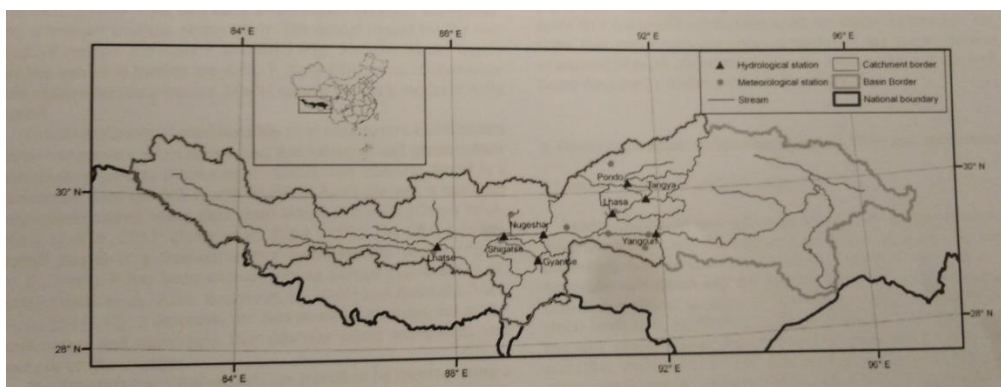 84° E
88° E
92° E
96° E
Hydrological station
Catchment border
Meteorological station
Basin Border
Stream
National boundary
30° N
30° N
Pondo
Tangya
Lhasa
Nugesha
Yangcun
Shigatse
Lhatse
Gyantse
28° N
28° N
84° E
88° E
92° E
96° E